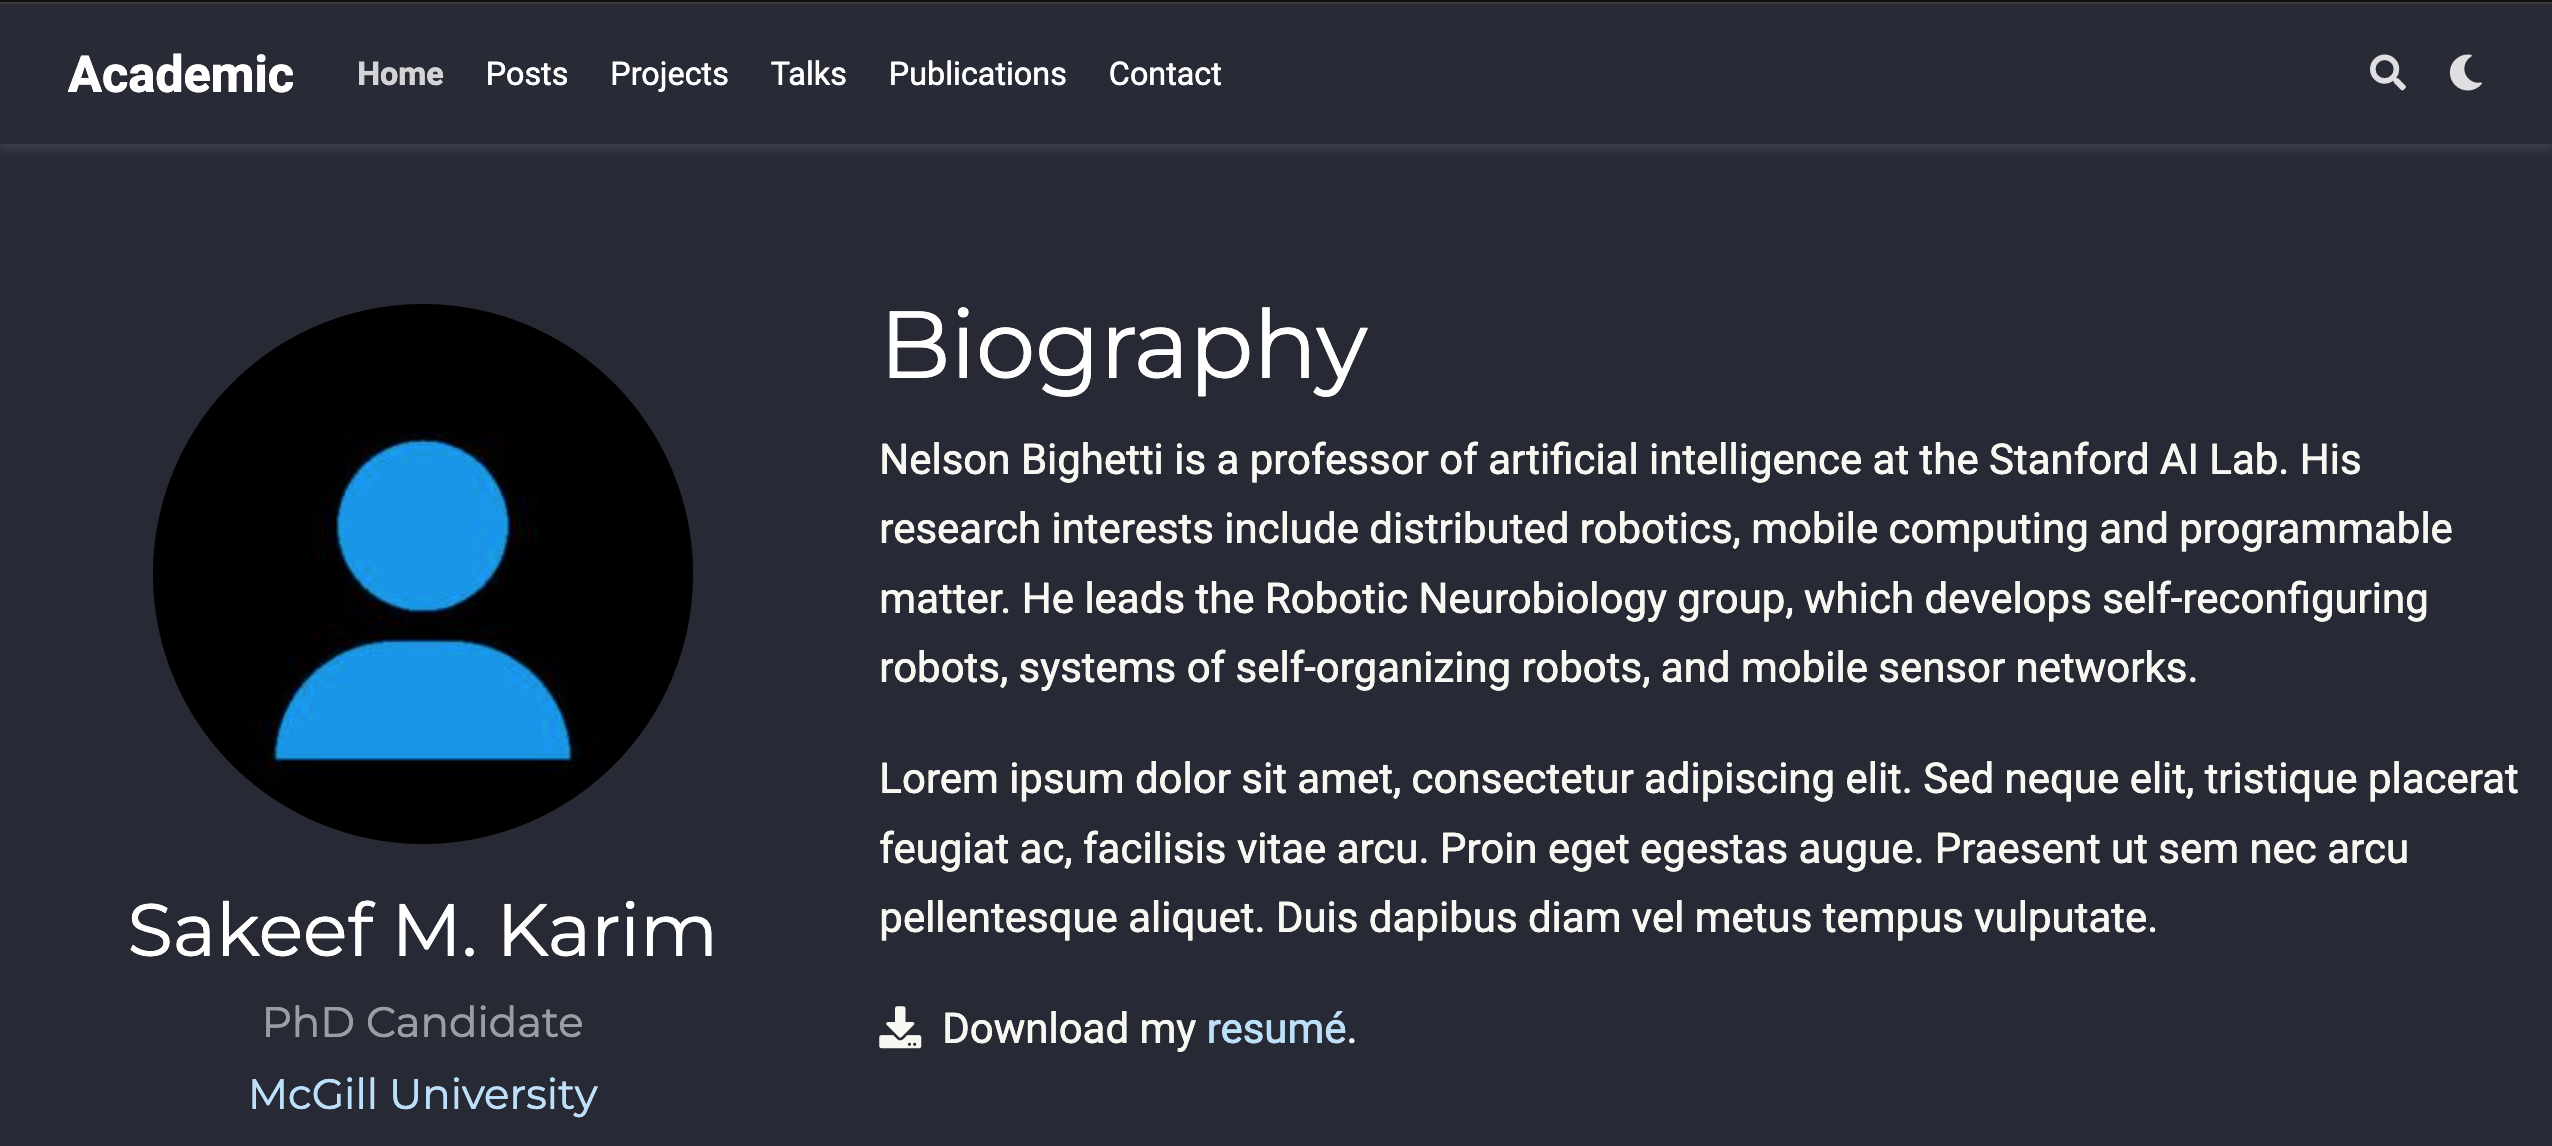 Academic Home Posts Projects Talks Publications Contact
Biography
Nelson Bighetti is a professor of artificial intelligence at the Stanford AI Lab. His
research interests include distributed robotics, mobile computing and programmable
matter. He leads the Robotic Neurobiology group, which develops self-reconfiguring
robots, systems of self-organizing robots, and mobile sensor networks.
Lorem ipsum dolor sit amet, consectetur adipiscing elit. Sed neque elit, tristique placerat
feugiat ac, facilisis vitae arcu. Proin eget egestas augue. Praesent ut sem nec arcu
pellentesque aliquet. Duis dapibus diam vel metus tempus vulputate.
Download my resumé.
Sakeef M. Karim
PhD Candidate
McGill University